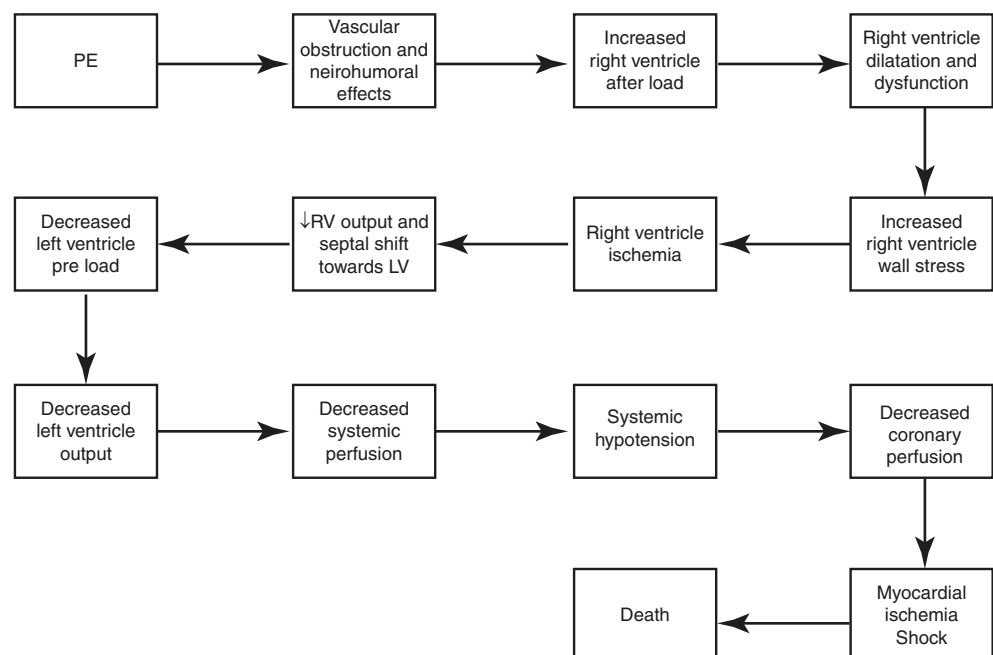 PE
Vascular
obstruction and
neirohumoral
effects
Increased
right ventricle
after load
Right ventricle
dilatation and
dysfunction
Increased
right ventricle
wall stress
Right ventricle
ischemia
↓RV output and
septal shift
towards LV
Decreased
left ventricle
pre load
Decreased
left ventricle
output
Decreased
systemic
perfusion
Systemic
hypotension
Decreased
coronary
perfusion
Myocardial
ischemia
Shock
Death